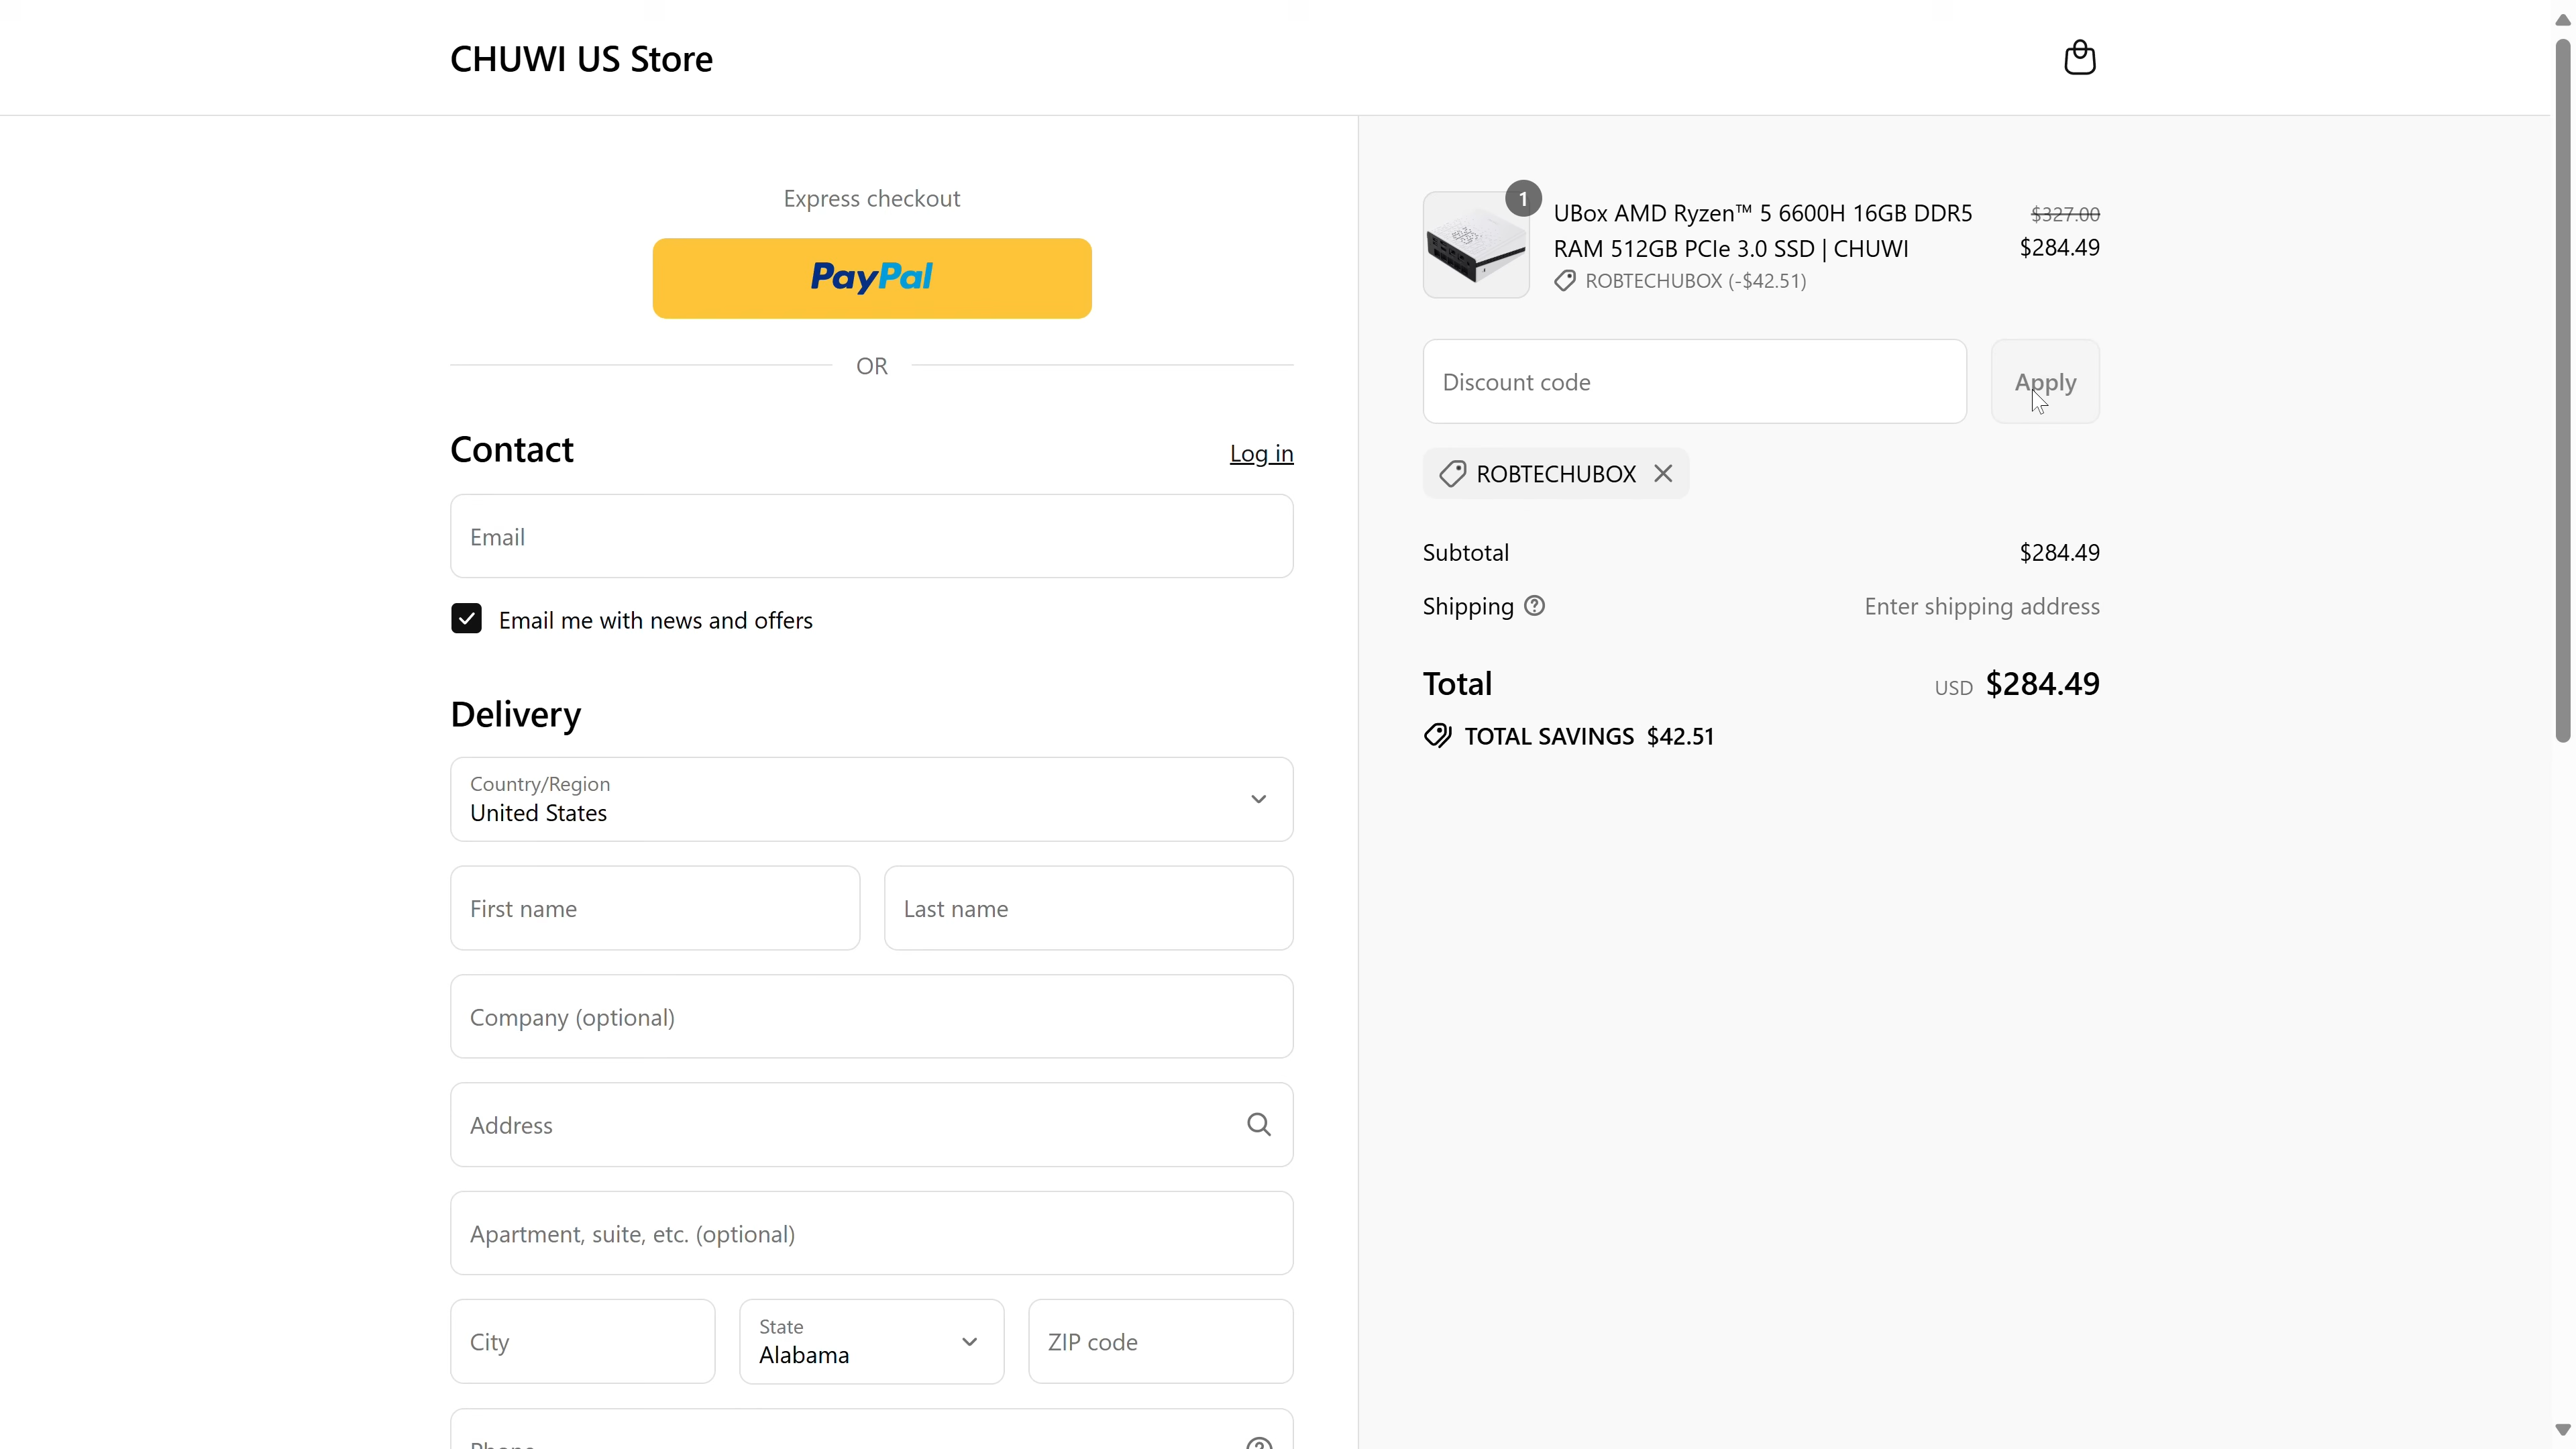 CHUWI US Store
Express checkout
PayPal
OR
Contact
Log in
Email
Email me with news and offers
Delivery
Country/Region
United States
First name
Last name
Company (optional)
Address
Apartment, suite, etc. (optional)
City
State
Alabama
ZIP code
1
UBox AMD Ryzen™ 5 6600H 16GB DDR5
RAM 512GB PCIe 3.0 SSD | CHUWI
ROBTECHUBOX (-$42.51)
$327.00
$284.49
Discount code
Apply
ROBTECHUBOX
Subtotal
$284.49
Shipping
Enter shipping address
Total
USD $284.49
TOTAL SAVINGS $42.51